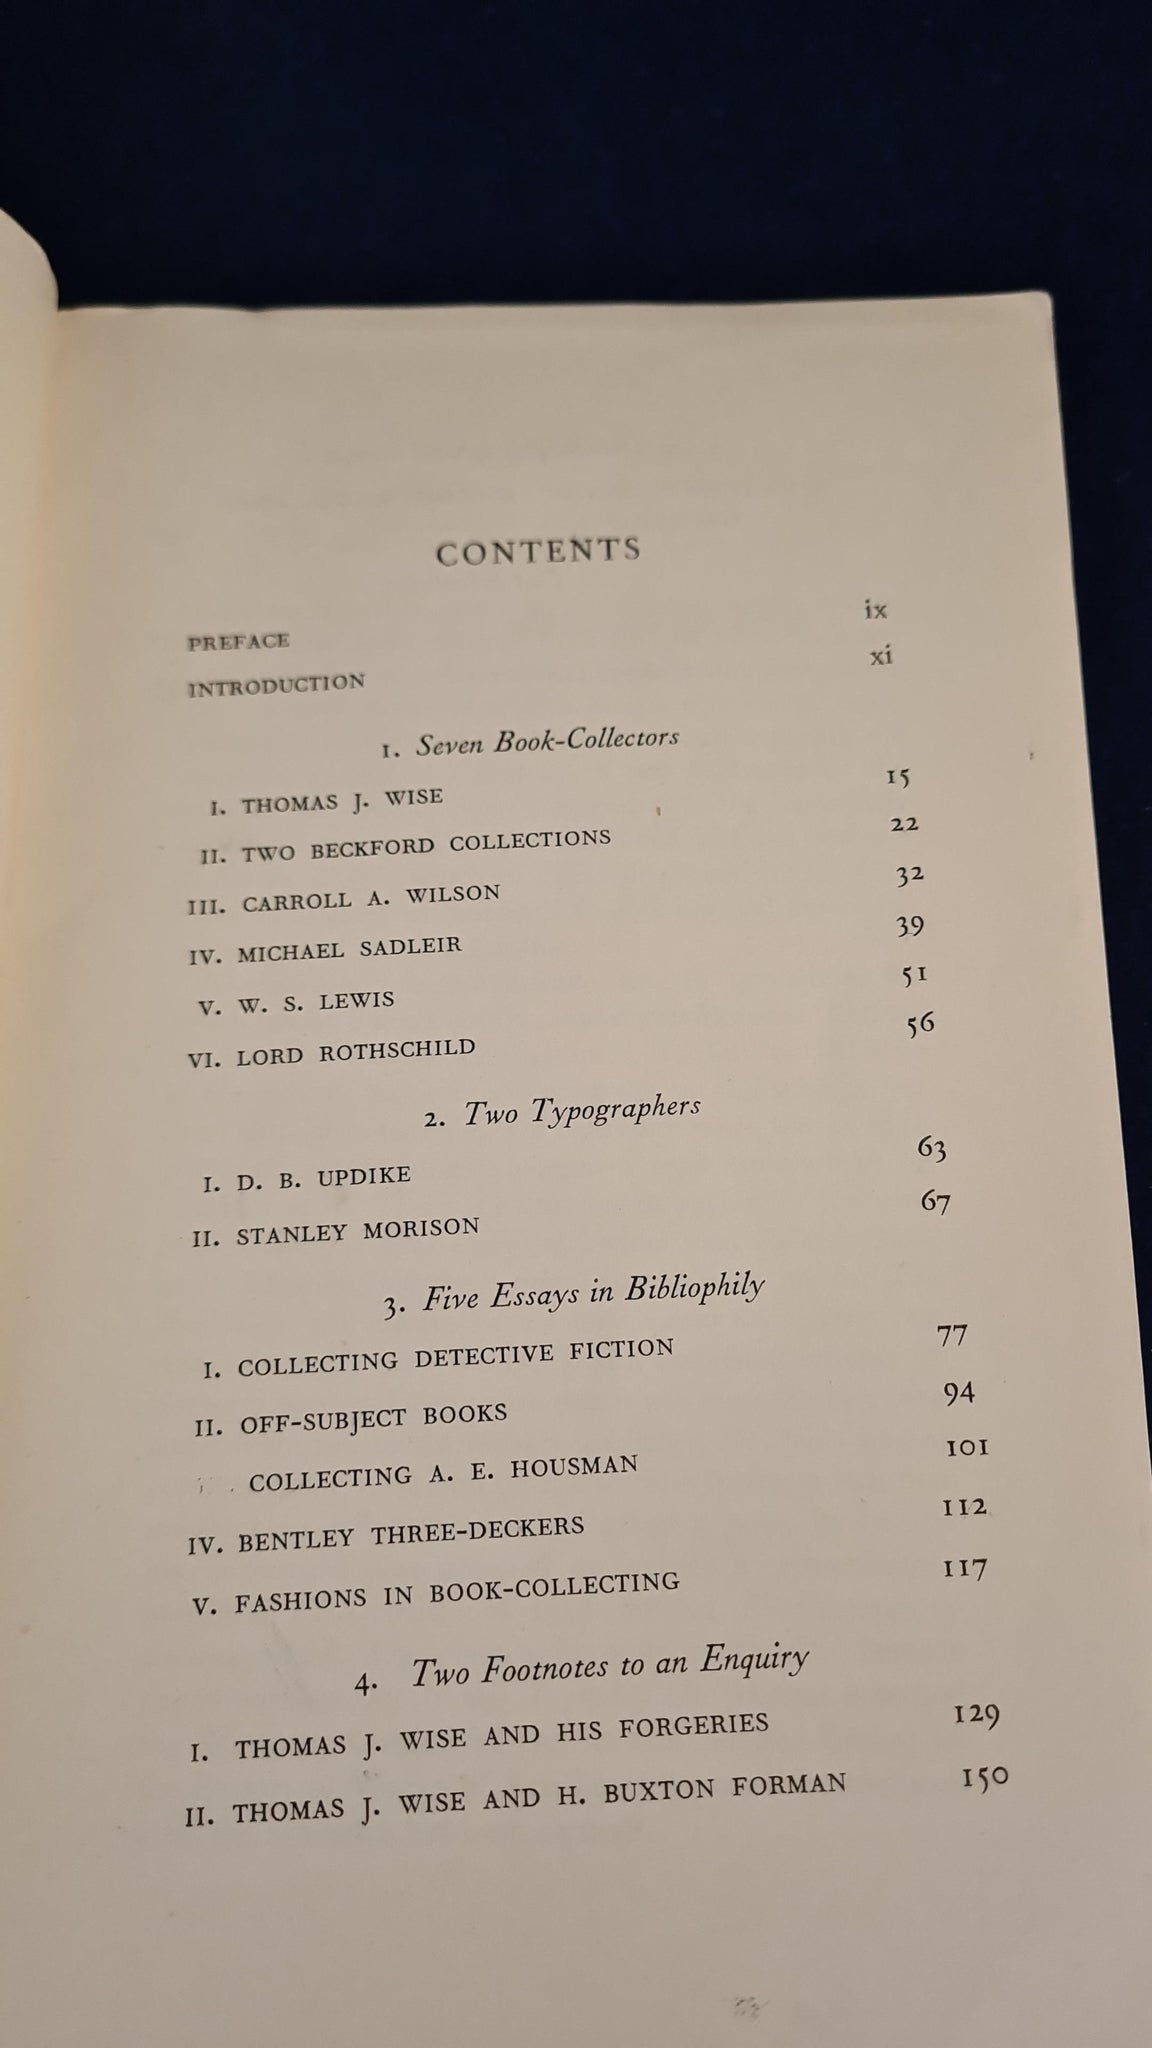 CONTENTS
PREFACE ix
INTRODUCTION xi
1. Seven Book-Collectors
I. THOMAS J. WISE 15
II. TWO BECKFORD COLLECTIONS 22
III. CARROLL A. WILSON 32
IV. MICHAEL SADLEIR 39
V. W. S. LEWIS 51
VI. LORD ROTHSCHILD 56
2. Two Typographers
I. D. B. UPDIKE 63
II. STANLEY MORISON 67
3. Five Essays in Bibliophily
I. COLLECTING DETECTIVE FICTION 77
II. OFF-SUBJECT BOOKS 94
COLLECTING A. E. HOUSMAN 101
IV. BENTLEY THREE-DECKERS 112
V. FASHIONS IN BOOK-COLLECTING 117
4. Two Footnotes to an Enquiry
I. THOMAS J. WISE AND HIS FORGERIES 129
II. THOMAS J. WISE AND H. BUXTON FORMAN 150